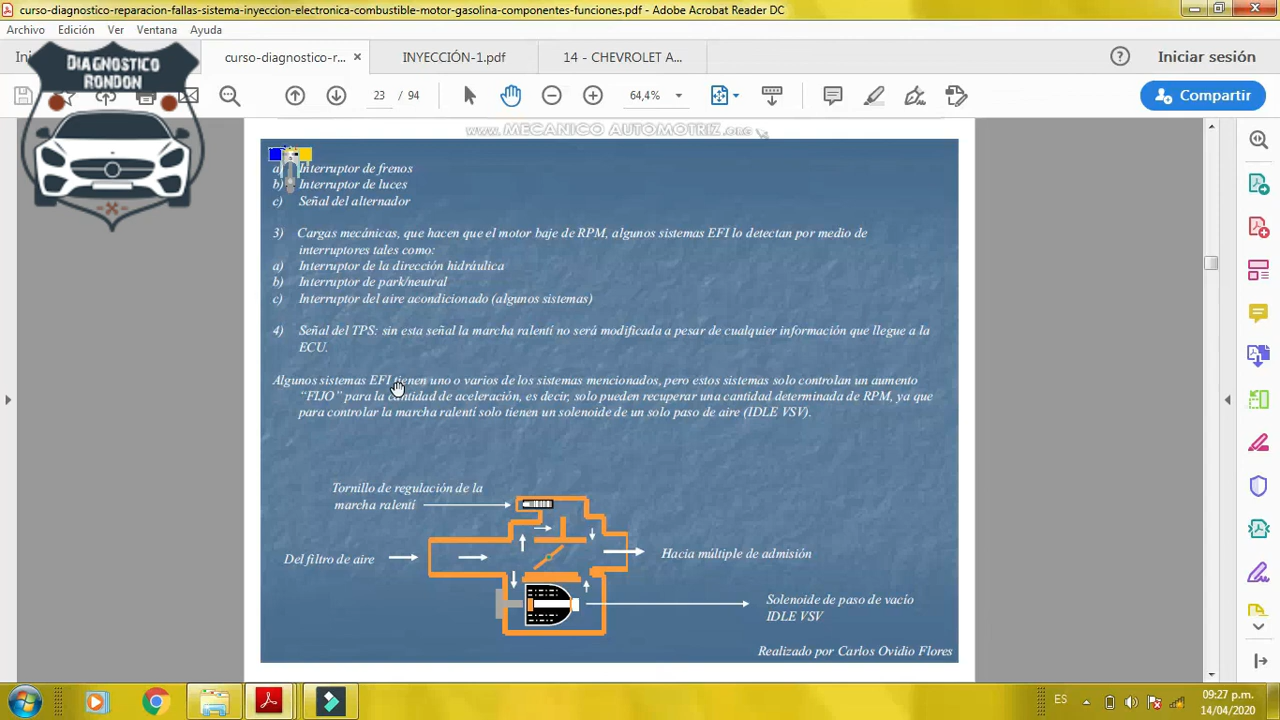 curso-diagnostico-reparacion-fallas-sistema-inyeccion-electronica-combustible-motor-gasolina-componentes-funciones.pdf - Adobe Acrobat Reader DC
Archivo Edición Ver Ventana Ayuda
DIAGNOSTICO
RONDON
curso-diagnostico-r... × INYECCIÓN-1.pdf 14 - CHEVROLET A... Iniciar sesión
23 / 94 64,4% Compartir
www.MECANICO AUTOMOTRIZ.org
a) Interruptor de frenos
b) Interruptor de luces
c) Señal del alternador
3) Cargas mecánicas, que hacen que el motor baje de RPM, algunos sistemas EFI lo detectan por medio de
interruptores tales como:
a) Interruptor de la dirección hidráulica
b) Interruptor de park/neutral
c) Interruptor del aire acondicionado (algunos sistemas)
4) Señal del TPS: sin esta señal la marcha ralentí no será modificada a pesar de cualquier información que llegue a la
ECU.
Algunos sistemas EFI tienen uno o varios de los sistemas mencionados, pero estos sistemas solo controlan un aumento
“FIJO” para la cantidad de aceleración, es decir, solo pueden recuperar una cantidad determinada de RPM, ya que
para controlar la marcha ralentí solo tienen un solenoide de un solo paso de aire (IDLE VSV).
Tornillo de regulación de la
marcha ralentí
Del filtro de aire
Hacia múltiple de admisión
Solenoide de paso de vacío
IDLE VSV
Realizado por Carlos Ovidio Flores
ES
09:27 p.m.
14/04/2020